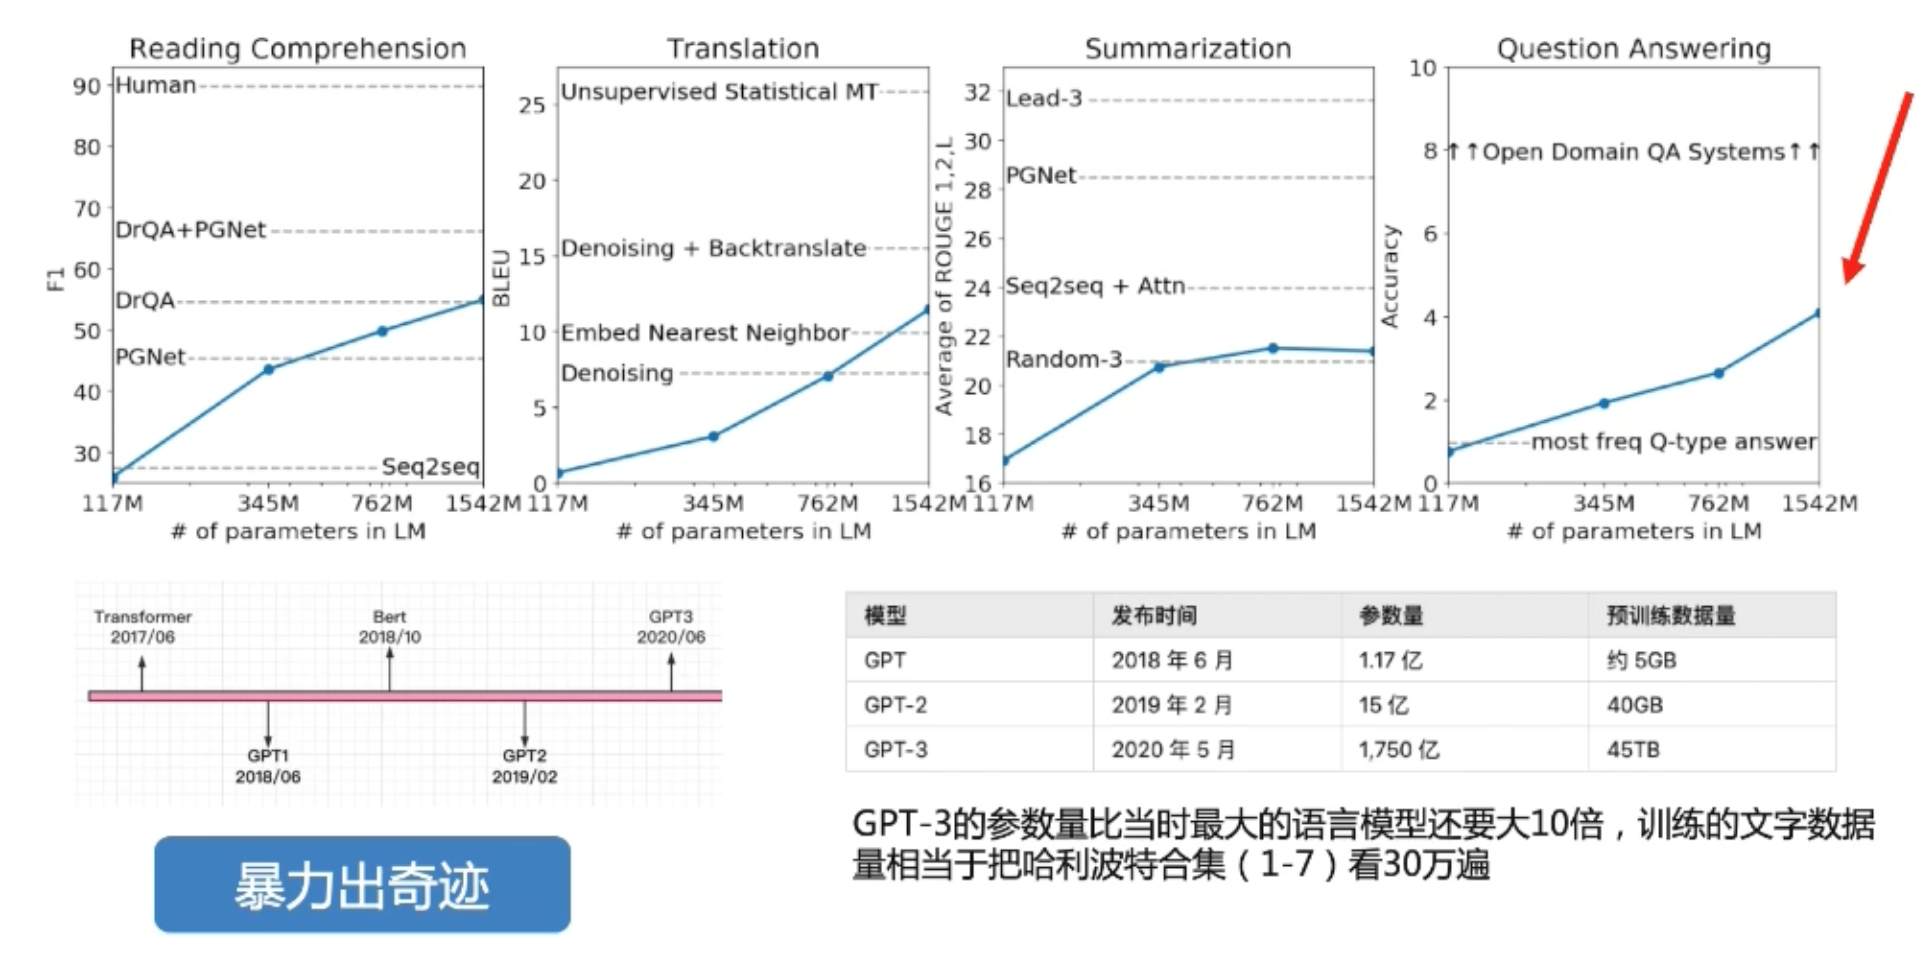 Reading Comprehension
90
80
70
60
50
40
30
F1
Human
DrQA+PGNet
DrQA
PGNet
Seq2seq
117M 345M 762M 1542M
# of parameters in LM
Translation
25
20
15
10
5
0
BLEU
Unsupervised Statistical MT
Denoising + Backtranslate
Embed Nearest Neighbor
Denoising
117M 345M 762M 1542M
# of parameters in LM
Summarization
32
30
28
26
24
22
20
18
16
Average of ROUGE 1,2,L
Lead-3
PGNet
Seq2seq + Attn
Random-3
117M 345M 762M 1542M
# of parameters in LM
Question Answering
10
8
6
4
2
0
Accuracy
↑↑Open Domain QA Systems↑↑
most freq Q-type answer
117M 345M 762M 1542M
# of parameters in LM
Transformer
2017/06
Bert
2018/10
GPT3
2020/06
GPT1
2018/06
GPT2
2019/02
暴力出奇迹
模型 发布时间 参数量 预训练数据量
GPT 2018 年 6 月 1.17 亿 约 5GB
GPT-2 2019 年 2 月 15 亿 40GB
GPT-3 2020 年 5 月 1,750 亿 45TB
GPT-3的参数量比当时最大的语言模型还要大10倍，训练的文字数据
量相当于把哈利波特合集（1-7）看30万遍